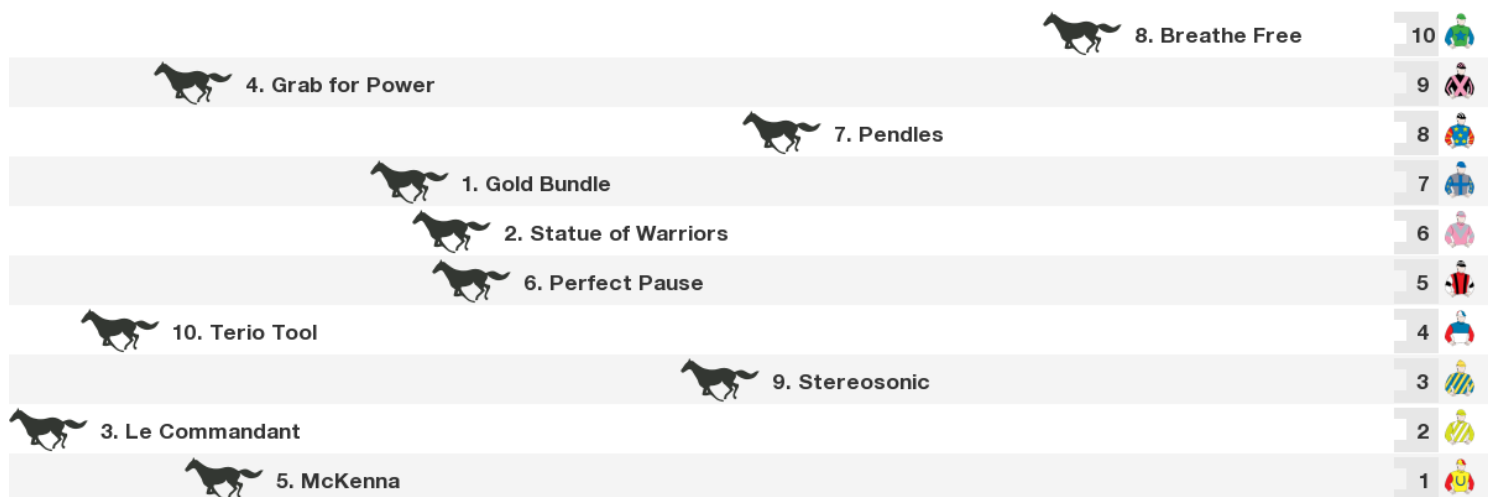 8. Breathe Free 10
4. Grab for Power 9
7. Pendles 8
1. Gold Bundle 7
2. Statue of Warriors 6
6. Perfect Pause 5
10. Terio Tool 4
9. Stereosonic 3
3. Le Commandant 2
5. McKenna 1 U